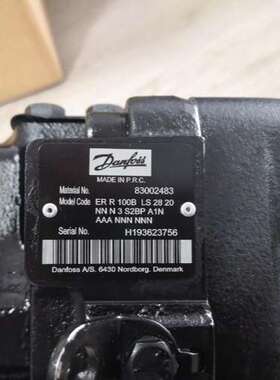 Danfoss
MADE IN P.R.C.
Material No. 83002483
Model Code ER R 100B LS 28 20
NN N 3 S2BP A1N
AAA NNN NNN
Serial No. H193623756
Danfoss A/S. 6430 Nordborg. Denmark